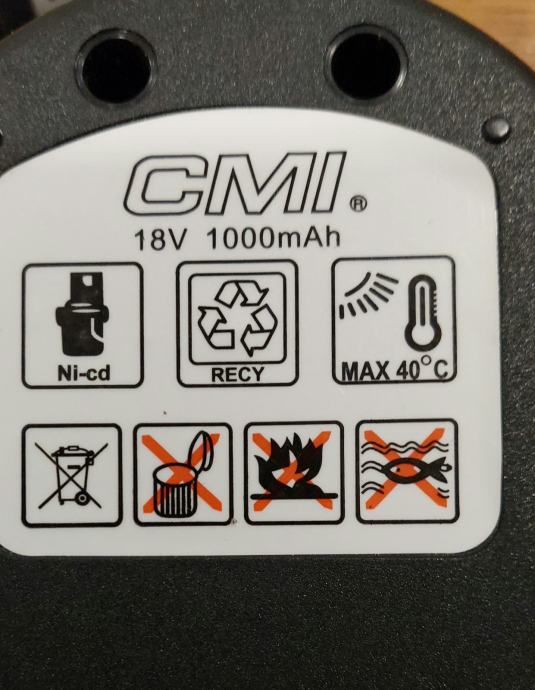 CMI®
18V 1000mAh
Ni-cd
RECY
MAX 40°C